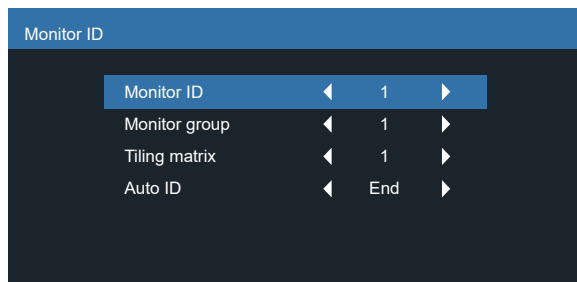 Monitor ID
Monitor ID 1
Monitor group 1
Tiling matrix 1
Auto ID End